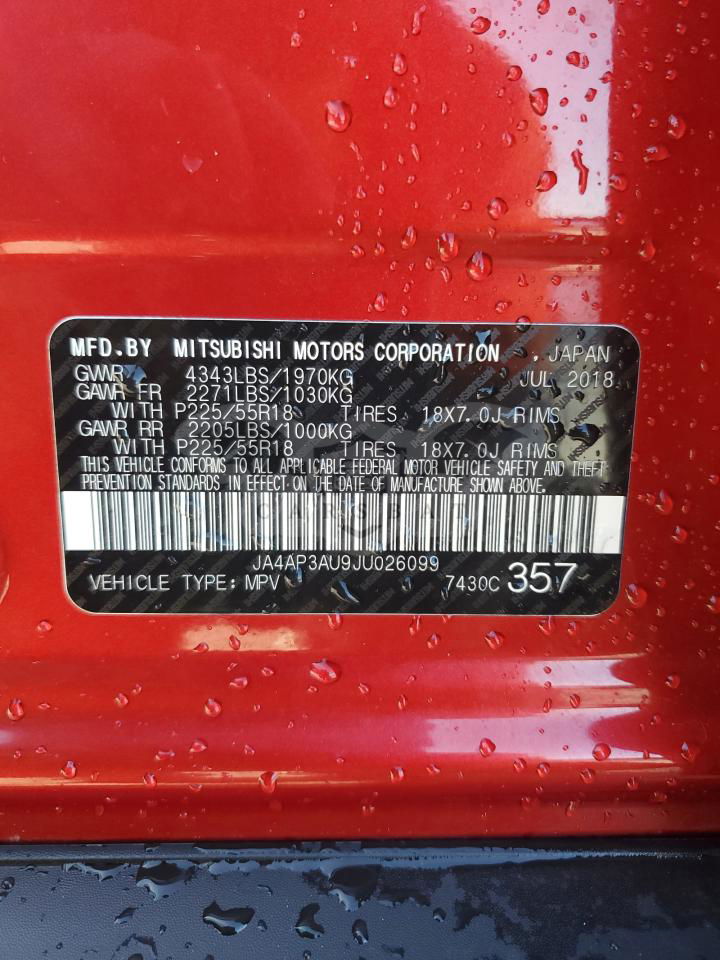 MFD.BY MITSUBISHI MOTORS CORPORATION , JAPAN
GWVR 4343LBS/1970KG JUL 2018
GAWR FR 2271LBS/1030KG
WITH P225/55R18 TIRES 18X7.0J RIMS
GAWR RR 2205LBS/1000KG
WITH P225/55R18 TIRES 18X7.0J RIMS
THIS VEHICLE CONFORMS TO ALL APPLICABLE FEDERAL MOTOR VEHICLE SAFETY AND THEFT
PREVENTION STANDARDS IN EFFECT ON THE DATE OF MANUFACTURE SHOWN ABOVE.
JA4AP3AU9JU026099
VEHICLE TYPE:MPV 7430C 357